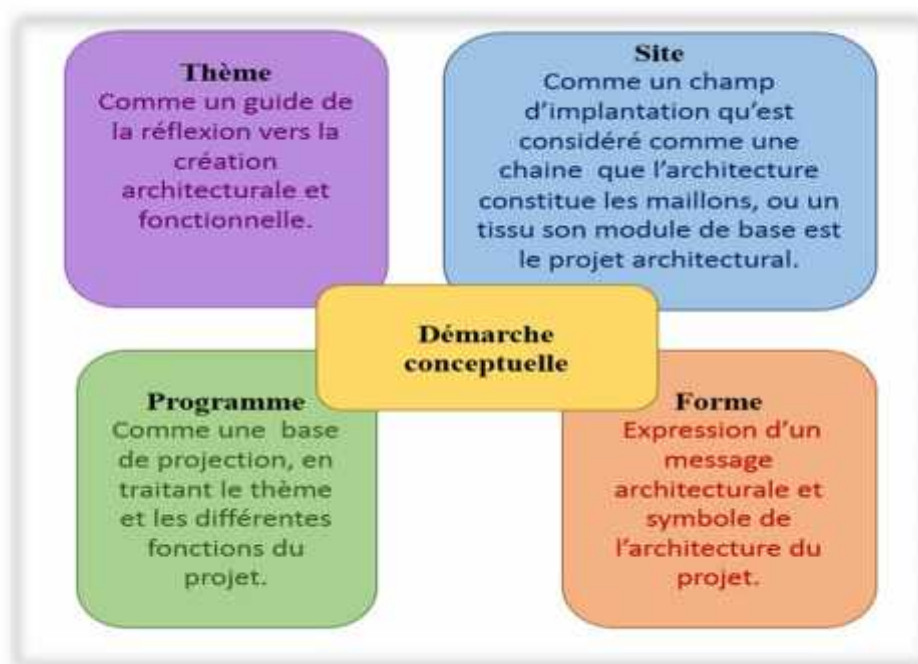 Thème
Comme un guide de
la réflexion vers la
création
architecturale et
fonctionnelle.
Site
Comme un champ
d’implantation qu’est
considéré comme une
chaine que l’architecture
constitue les maillons, ou un
tissu son module de base est
le projet architectural.
Démarche
conceptuelle
Programme
Comme une base
de projection, en
traitant le thème
et les différentes
fonctions du
projet.
Forme
Expression d’un
message
architecturale et
symbole de
l’architecture du
projet.